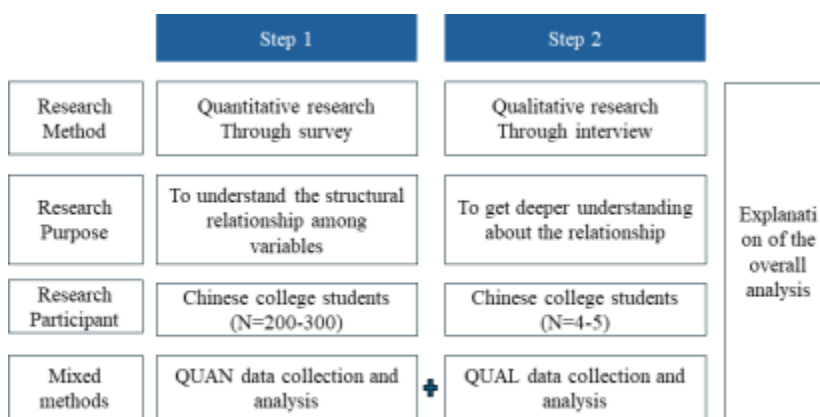 Step 1
Step 2
Research
Method
Quantitative research
Through survey
Qualitative research
Through interview
Research
Purpose
To understand the structural
relationship among
variables
To get deeper understanding
about the relationship
Explanati
on of the
overall
analysis
Research
Participant
Chinese college students
(N=200-300)
Chinese college students
(N=4-5)
Mixed
methods
QUAN data collection and
analysis
+
QUAL data collection and
analysis